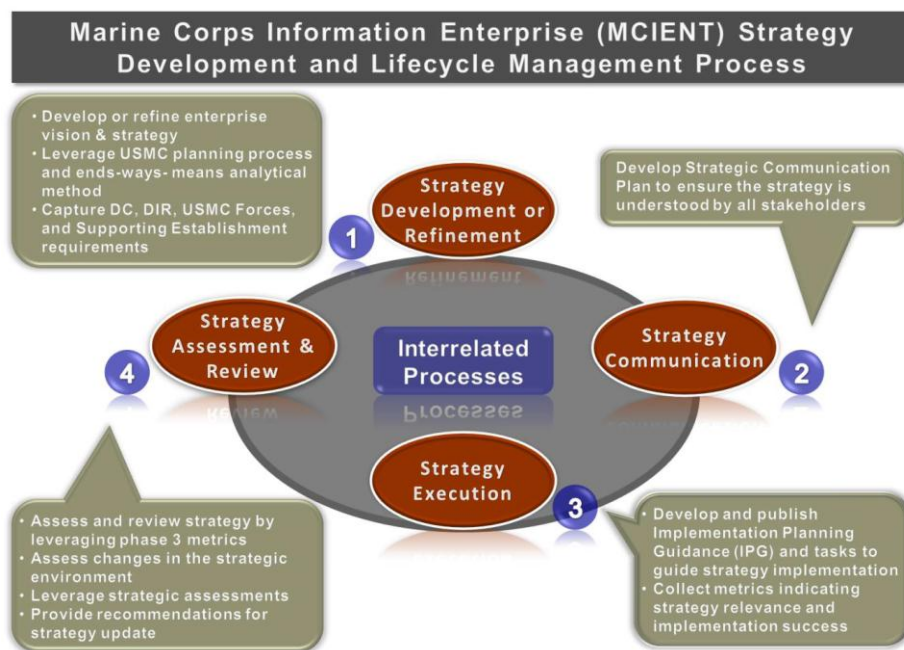 Marine Corps Information Enterprise (MCIENT) Strategy
Development and Lifecycle Management Process
• Develop or refine enterprise
vision & strategy
• Leverage USMC planning process
and ends-ways- means analytical
method
• Capture DC, DIR, USMC Forces,
and Supporting Establishment
requirements
1
Strategy
Development or
Refinement
Develop Strategic Communication
Plan to ensure the strategy is
understood by all stakeholders
Strategy
Communication
2
Interrelated
Processes
Strategy
Assessment &
Review
4
Strategy
Execution
3
• Develop and publish
Implementation Planning
Guidance (IPG) and tasks to
guide strategy implementation
• Collect metrics indicating
strategy relevance and
implementation success
• Assess and review strategy by
leveraging phase 3 metrics
• Assess changes in the strategic
environment
• Leverage strategic assessments
• Provide recommendations for
strategy update